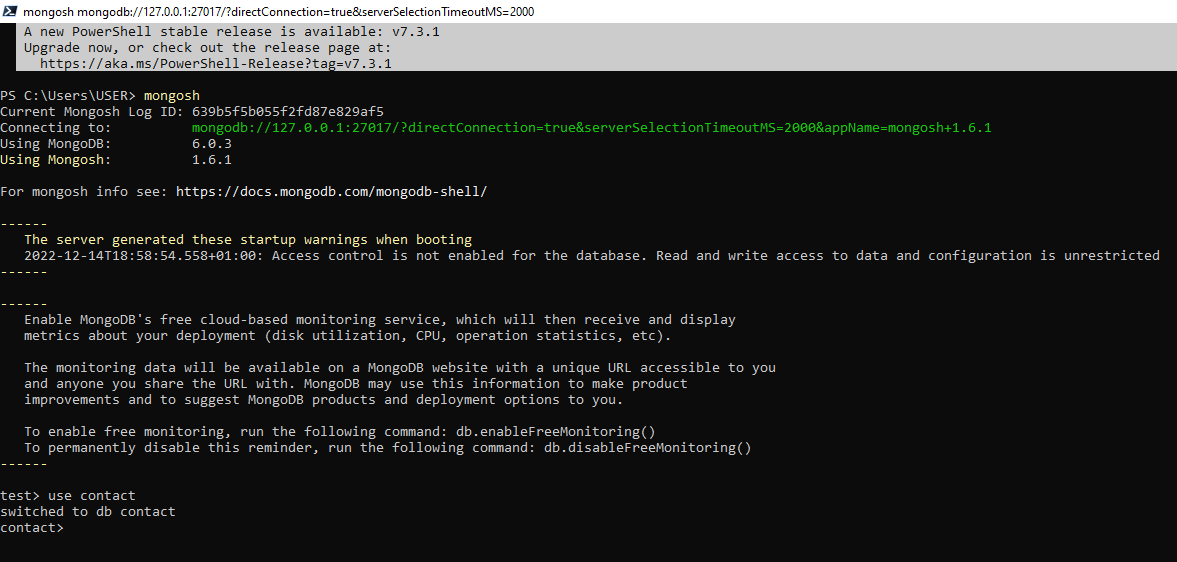 mongosh mongodb://127.0.0.1:27017/?directConnection=true&serverSelectionTimeoutMS=2000
A new PowerShell stable release is available: v7.3.1
Upgrade now, or check out the release page at:
https://aka.ms/PowerShell-Release?tag=v7.3.1
PS C:\Users\USER> mongosh
Current Mongosh Log ID: 639b5f5b055f2fd87e829af5
Connecting to: mongodb://127.0.0.1:27017/?directConnection=true&serverSelectionTimeoutMS=2000&appName=mongosh+1.6.1
Using MongoDB: 6.0.3
Using Mongosh: 1.6.1
For mongosh info see: https://docs.mongodb.com/mongodb-shell/
------
The server generated these startup warnings when booting
2022-12-14T18:58:54.558+01:00: Access control is not enabled for the database. Read and write access to data and configuration is unrestricted
------
------
Enable MongoDB's free cloud-based monitoring service, which will then receive and display
metrics about your deployment (disk utilization, CPU, operation statistics, etc).
The monitoring data will be available on a MongoDB website with a unique URL accessible to you
and anyone you share the URL with. MongoDB may use this information to make product
improvements and to suggest MongoDB products and deployment options to you.
To enable free monitoring, run the following command: db.enableFreeMonitoring()
To permanently disable this reminder, run the following command: db.disableFreeMonitoring()
------
test> use contact
switched to db contact
contact>